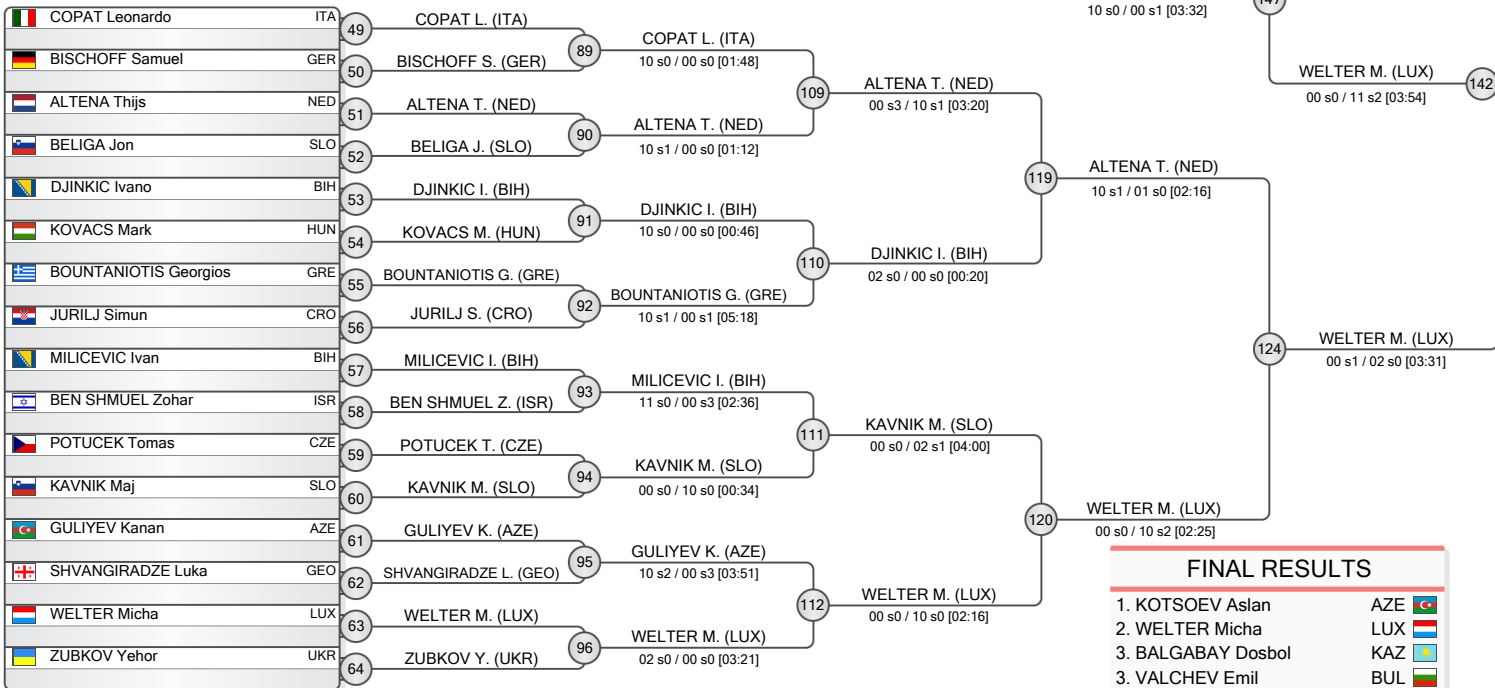 COPAT Leonardo ITA
BISCHOFF Samuel GER
ALTENA Thijs NED
BELIGA Jon SLO
DJINKIC Ivano BIH
KOVACS Mark HUN
BOUNTANIOTIS Georgios GRE
JURILJ Simun CRO
MILICEVIC Ivan BIH
BEN SHMUEL Zohar ISR
POTUCEK Tomas CZE
KAVNIK Maj SLO
GULIYEV Kanan AZE
SHVANGIRADZE Luka GEO
WELTER Micha LUX
ZUBKOV Yehor UKR
49
50
51
52
53
54
55
56
57
58
59
60
61
62
63
64
COPAT L. (ITA)
BISCHOFF S. (GER)
ALTENA T. (NED)
BELIGA J. (SLO)
DJINKIC I. (BIH)
KOVACS M. (HUN)
BOUNTANIOTIS G. (GRE)
JURILJ S. (CRO)
MILICEVIC I. (BIH)
BEN SHMUEL Z. (ISR)
POTUCEK T. (CZE)
KAVNIK M. (SLO)
GULIYEV K. (AZE)
SHVANGIRADZE L. (GEO)
WELTER M. (LUX)
ZUBKOV Y. (UKR)
89
90
91
92
93
94
95
96
COPAT L. (ITA)
10 s0 / 00 s0 [01:48]
ALTENA T. (NED)
10 s1 / 00 s0 [01:12]
DJINKIC I. (BIH)
10 s0 / 00 s0 [00:46]
BOUNTANIOTIS G. (GRE)
10 s1 / 00 s1 [05:18]
MILICEVIC I. (BIH)
11 s0 / 00 s3 [02:36]
KAVNIK M. (SLO)
00 s0 / 10 s0 [00:34]
GULIYEV K. (AZE)
10 s2 / 00 s3 [03:51]
WELTER M. (LUX)
02 s0 / 00 s0 [03:21]
109
110
111
112
ALTENA T. (NED)
00 s3 / 10 s1 [03:20]
DJINKIC I. (BIH)
02 s0 / 00 s0 [00:20]
KAVNIK M. (SLO)
00 s0 / 02 s1 [04:00]
WELTER M. (LUX)
00 s0 / 10 s0 [02:16]
119
120
ALTENA T. (NED)
10 s1 / 01 s0 [02:16]
WELTER M. (LUX)
00 s0 / 10 s2 [02:25]
124
WELTER M. (LUX)
00 s1 / 02 s0 [03:31]
10 s0 / 00 s1 [03:32]
WELTER M. (LUX)
00 s0 / 11 s2 [03:54]
142
FINAL RESULTS
1. KOTSOEV Aslan AZE
2. WELTER Micha LUX
3. BALGABAY Dosbol KAZ
3. VALCHEV Emil BUL